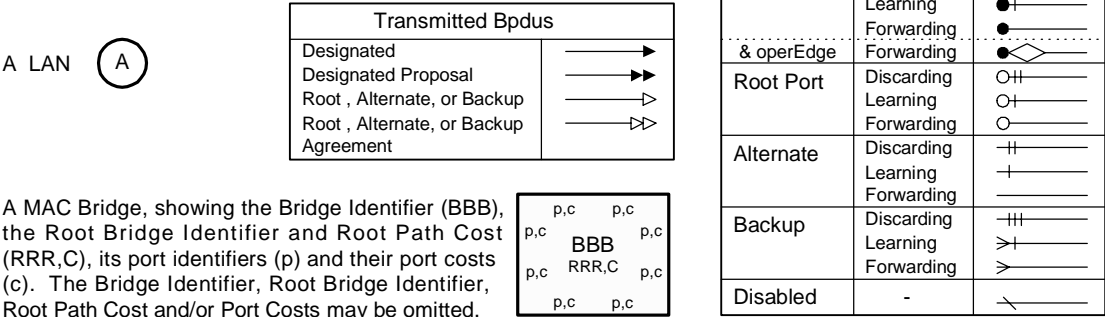 A LAN
A
Transmitted Bpdus
Designated
Designated Proposal
Root , Alternate, or Backup
Root , Alternate, or Backup
Agreement
A MAC Bridge, showing the Bridge Identifier (BBB),
the Root Bridge Identifier and Root Path Cost
(RRR,C), its port identifiers (p) and their port costs
(c). The Bridge Identifier, Root Bridge Identifier,
Root Path Cost and/or Port Costs may be omitted.
p,c p,c
p,c p,c
BBB
RRR,C
p,c p,c
p,c p,c
Learning
Forwarding
& operEdge Forwarding
Root Port Discarding
Learning
Forwarding
Alternate Discarding
Learning
Forwarding
Backup Discarding
Learning
Forwarding
Disabled -